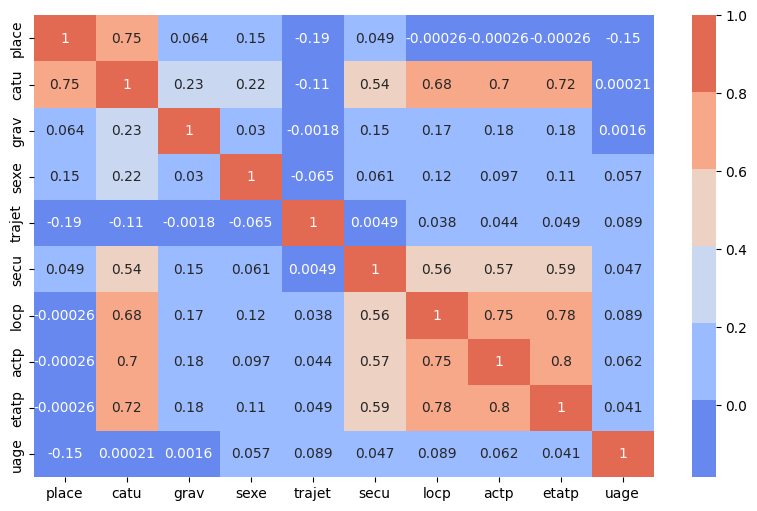 place 1 0.75 0.064 0.15 -0.19 0.049 -0.00026 -0.00026 -0.00026 -0.15
catu 0.75 1 0.23 0.22 -0.11 0.54 0.68 0.7 0.72 0.00021
grav 0.064 0.23 1 0.03 -0.0018 0.15 0.17 0.18 0.18 0.0016
sexe 0.15 0.22 0.03 1 -0.065 0.061 0.12 0.097 0.11 0.057
trajet -0.19 -0.11 -0.0018 -0.065 1 0.0049 0.038 0.044 0.049 0.089
secu 0.049 0.54 0.15 0.061 0.0049 1 0.56 0.57 0.59 0.047
locp -0.00026 0.68 0.17 0.12 0.038 0.56 1 0.75 0.78 0.089
actp -0.00026 0.7 0.18 0.097 0.044 0.57 0.75 1 0.8 0.062
etatp -0.00026 0.72 0.18 0.11 0.049 0.59 0.78 0.8 1 0.041
uage -0.15 0.00021 0.0016 0.057 0.089 0.047 0.089 0.062 0.041 1
place catu grav sexe trajet secu locp actp etatp uage
1.0
0.8
0.6
0.4
0.2
0.0